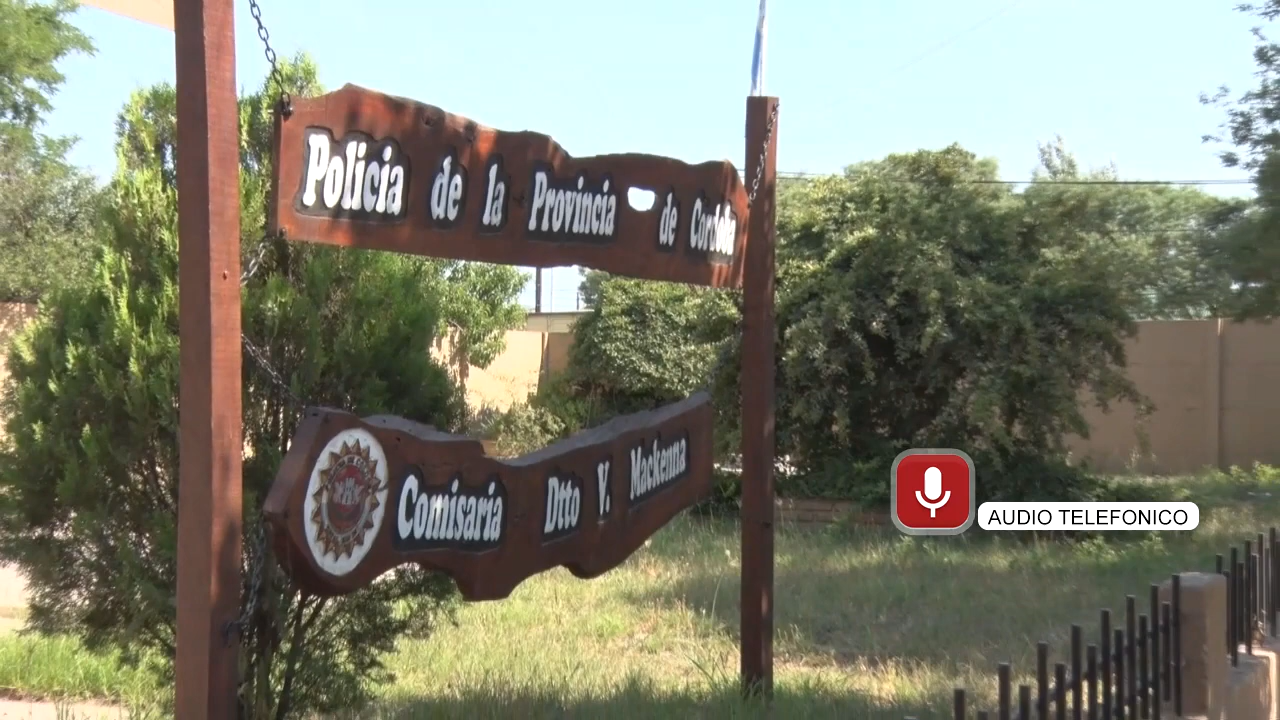 Policia de la Provincia de Cordoba
Comisaria Dtto V. Mackenna
AUDIO TELEFONICO